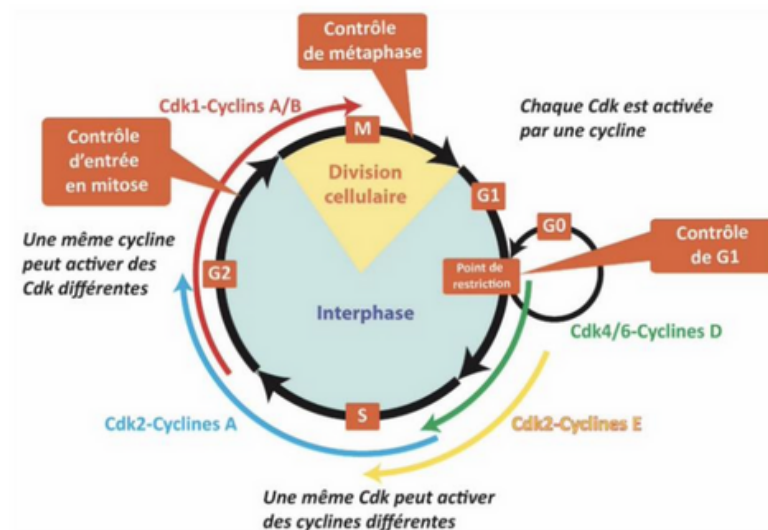 Contrôle
de métaphase
Cdk1-Cyclins A/B
Chaque Cdk est activée
par une cycline
Contrôle
d'entrée
en mitose
M
Division
cellulaire
G1
G0
Contrôle
de G1
Une même cycline
peut activer des
Cdk différentes
G2
Point de
restriction
Interphase
Cdk4/6-Cyclines D
Cdk2-Cyclines A
S
Cdk2-Cyclines E
Une même Cdk peut activer
des cyclines différentes